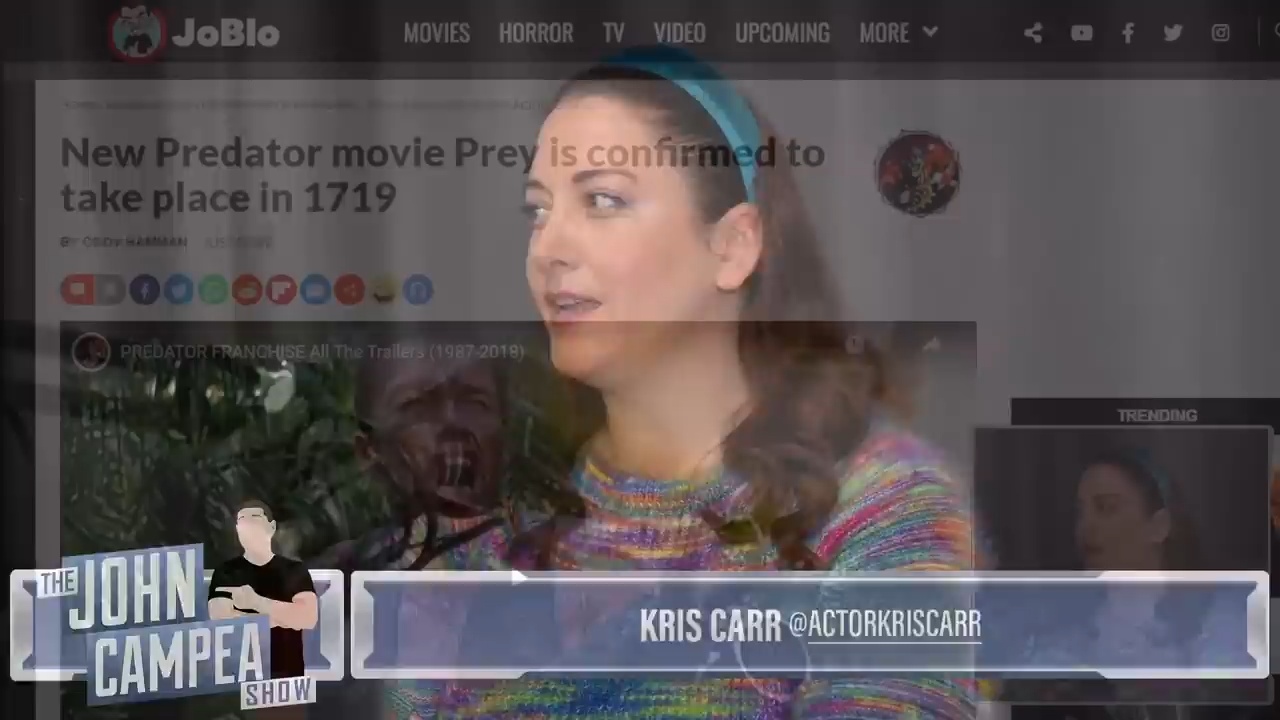 JoBlo
MOVIES HORROR TV VIDEO UPCOMING MORE
New Predator movie Prey is confirmed to
take place in 1719
PREDATOR FRANCHISE All The Trailers (1987-2018)
TRENDING
THE
JOHN
CAMPEA
SHOW
KRIS CARR @ACTORKRISCARR